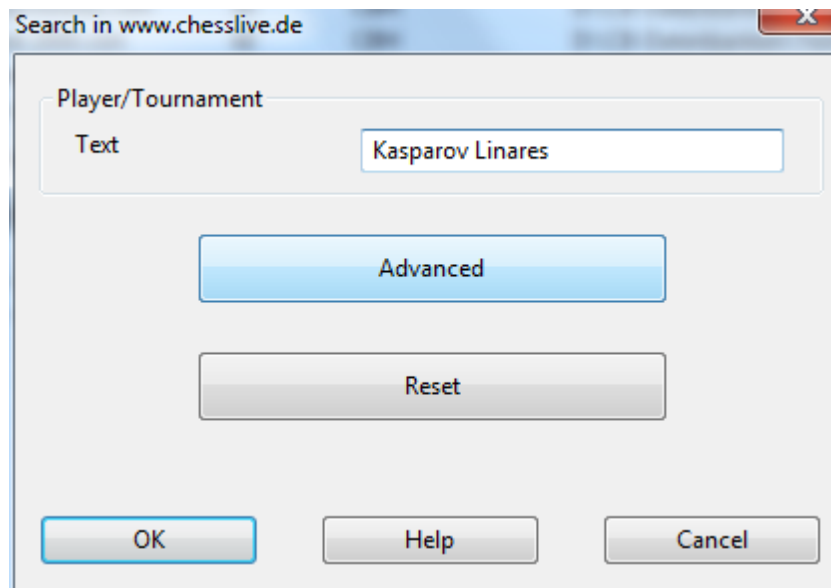 Search in www.chesslive.de
Player/Tournament
Text Kasparov Linares
Advanced
Reset
OK Help Cancel